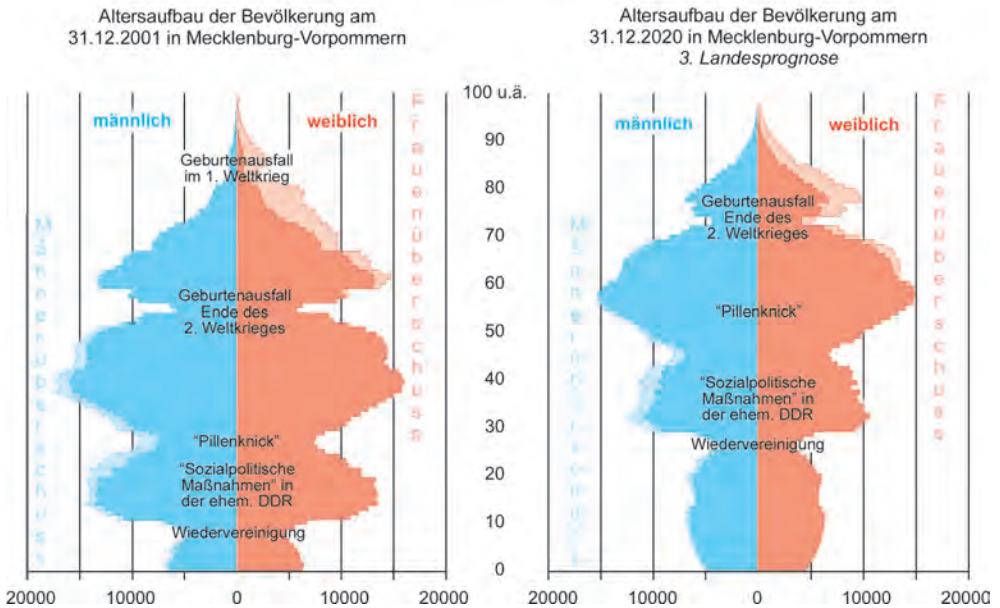 Altersaufbau der Bevölkerung am
31.12.2001 in Mecklenburg-Vorpommern
männlich
weiblich
Männerüberschuss
Frauenüberschuss
Geburtenausfall
im 1. Weltkrieg
Geburtenausfall
Ende des
2. Weltkrieges
"Pillenknick"
"Sozialpolitische
Maßnahmen" in
der ehem. DDR
Wiedervereinigung
20000
10000
0
10000
20000
100 u.ä.
90
80
70
60
50
40
30
20
10
0
Altersaufbau der Bevölkerung am
31.12.2020 in Mecklenburg-Vorpommern
3. Landesprognose
männlich
weiblich
Männerüberschuss
Frauenüberschuss
Geburtenausfall
Ende des
2. Weltkrieges
"Pillenknick"
"Sozialpolitische
Maßnahmen" in
der ehem. DDR
Wiedervereinigung
20000
10000
0
10000
20000